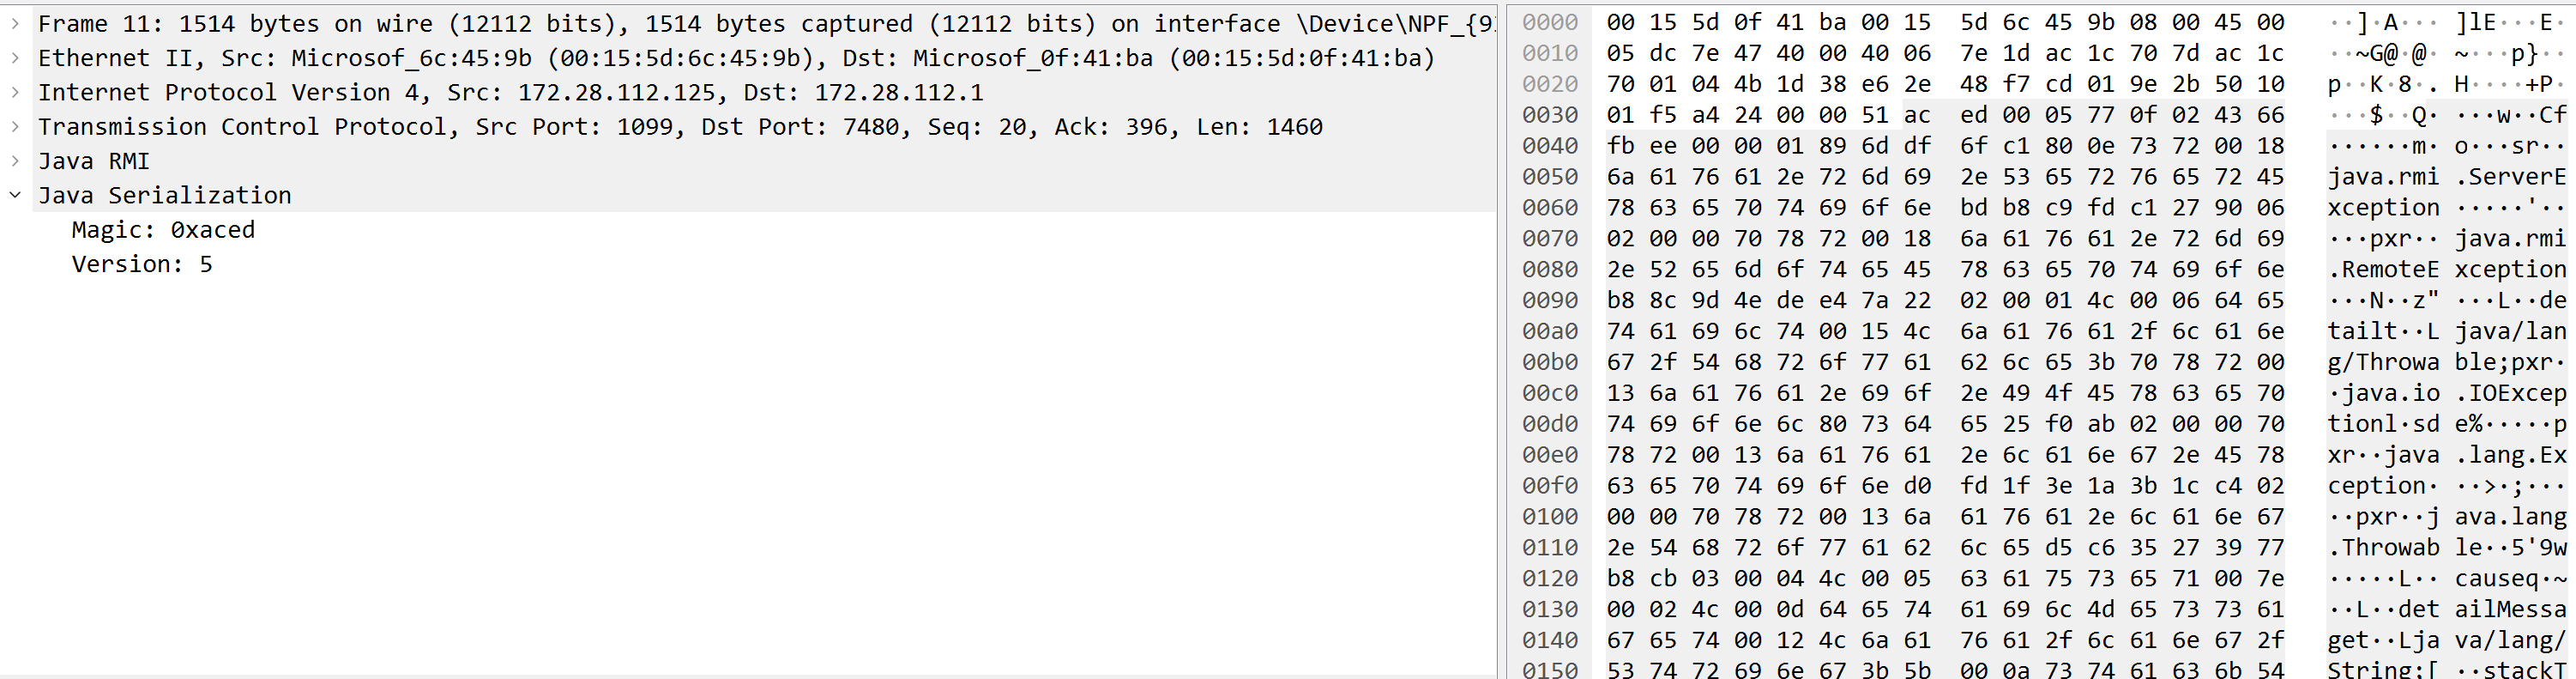 Frame 11: 1514 bytes on wire (12112 bits), 1514 bytes captured (12112 bits) on interface \Device\NPF_{9
Ethernet II, Src: Microsof_6c:45:9b (00:15:5d:6c:45:9b), Dst: Microsof_0f:41:ba (00:15:5d:0f:41:ba)
Internet Protocol Version 4, Src: 172.28.112.125, Dst: 172.28.112.1
Transmission Control Protocol, Src Port: 1099, Dst Port: 7480, Seq: 20, Ack: 396, Len: 1460
Java RMI
Java Serialization
Magic: 0xaced
Version: 5
0000 00 15 5d 0f 41 ba 00 15 5d 6c 45 9b 08 00 45 00 ··]·A··· ]lE···E·
0010 05 dc 7e 47 40 00 40 06 7e 1d ac 1c 70 7d ac 1c ··~G@·@· ~···p}··
0020 70 01 04 4b 1d 38 e6 2e 48 f7 cd 01 9e 2b 50 10 p··K·8·. H····+P·
0030 01 f5 a4 24 00 00 51 ac ed 00 05 77 0f 02 43 66 ···$··Q· ···w··Cf
0040 fb ee 00 00 01 89 6d df 6f c1 80 0e 73 72 00 18 ······m· o···sr··
0050 6a 61 76 61 2e 72 6d 69 2e 53 65 72 76 65 72 45 java.rmi .ServerE
0060 78 63 65 70 74 69 6f 6e bd b8 c9 fd c1 27 90 06 xception ·····'··
0070 02 00 00 70 78 72 00 18 6a 61 76 61 2e 72 6d 69 ···pxr·· java.rmi
0080 2e 52 65 6d 6f 74 65 45 78 63 65 70 74 69 6f 6e .RemoteE xception
0090 b8 8c 9d 4e de e4 7a 22 02 00 01 4c 00 06 64 65 ···N··z" ···L··de
00a0 74 61 69 6c 74 00 15 4c 6a 61 76 61 2f 6c 61 6e tailt··L java/lan
00b0 67 2f 54 68 72 6f 77 61 62 6c 65 3b 70 78 72 00 g/Throwa ble;pxr·
00c0 13 6a 61 76 61 2e 69 6f 2e 49 4f 45 78 63 65 70 ·java.io .IOExcep
00d0 74 69 6f 6e 6c 80 73 64 65 25 f0 ab 02 00 00 70 tionl·sd e%·····p
00e0 78 72 00 13 6a 61 76 61 2e 6c 61 6e 67 2e 45 78 xr··java .lang.Ex
00f0 63 65 70 74 69 6f 6e d0 fd 1f 3e 1a 3b 1c c4 02 ception· ··>·;···
0100 00 00 70 78 72 00 13 6a 61 76 61 2e 6c 61 6e 67 ··pxr··j ava.lang
0110 2e 54 68 72 6f 77 61 62 6c 65 d5 c6 35 27 39 77 .Throwab le··5'9w
0120 b8 cb 03 00 04 4c 00 05 63 61 75 73 65 71 00 7e ·····L·· causeq·~
0130 00 02 4c 00 0d 64 65 74 61 69 6c 4d 65 73 73 61 ··L··det ailMessa
0140 67 65 74 00 12 4c 6a 61 76 61 2f 6c 61 6e 67 2f get··Lja va/lang/
0150 53 74 72 69 6e 67 3b 5b 00 0a 73 74 61 63 6b 54 String;[ ··stackT